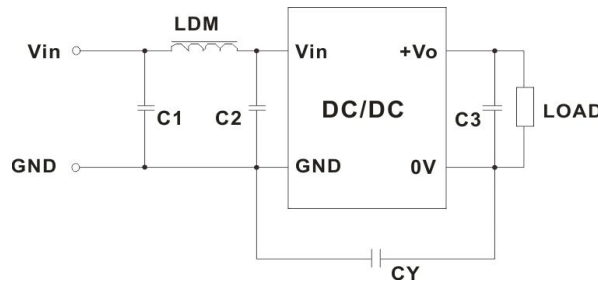 LDM
Vin
Vin
+Vo
C1
C2
DC/DC
C3
LOAD
GND
GND
0V
CY